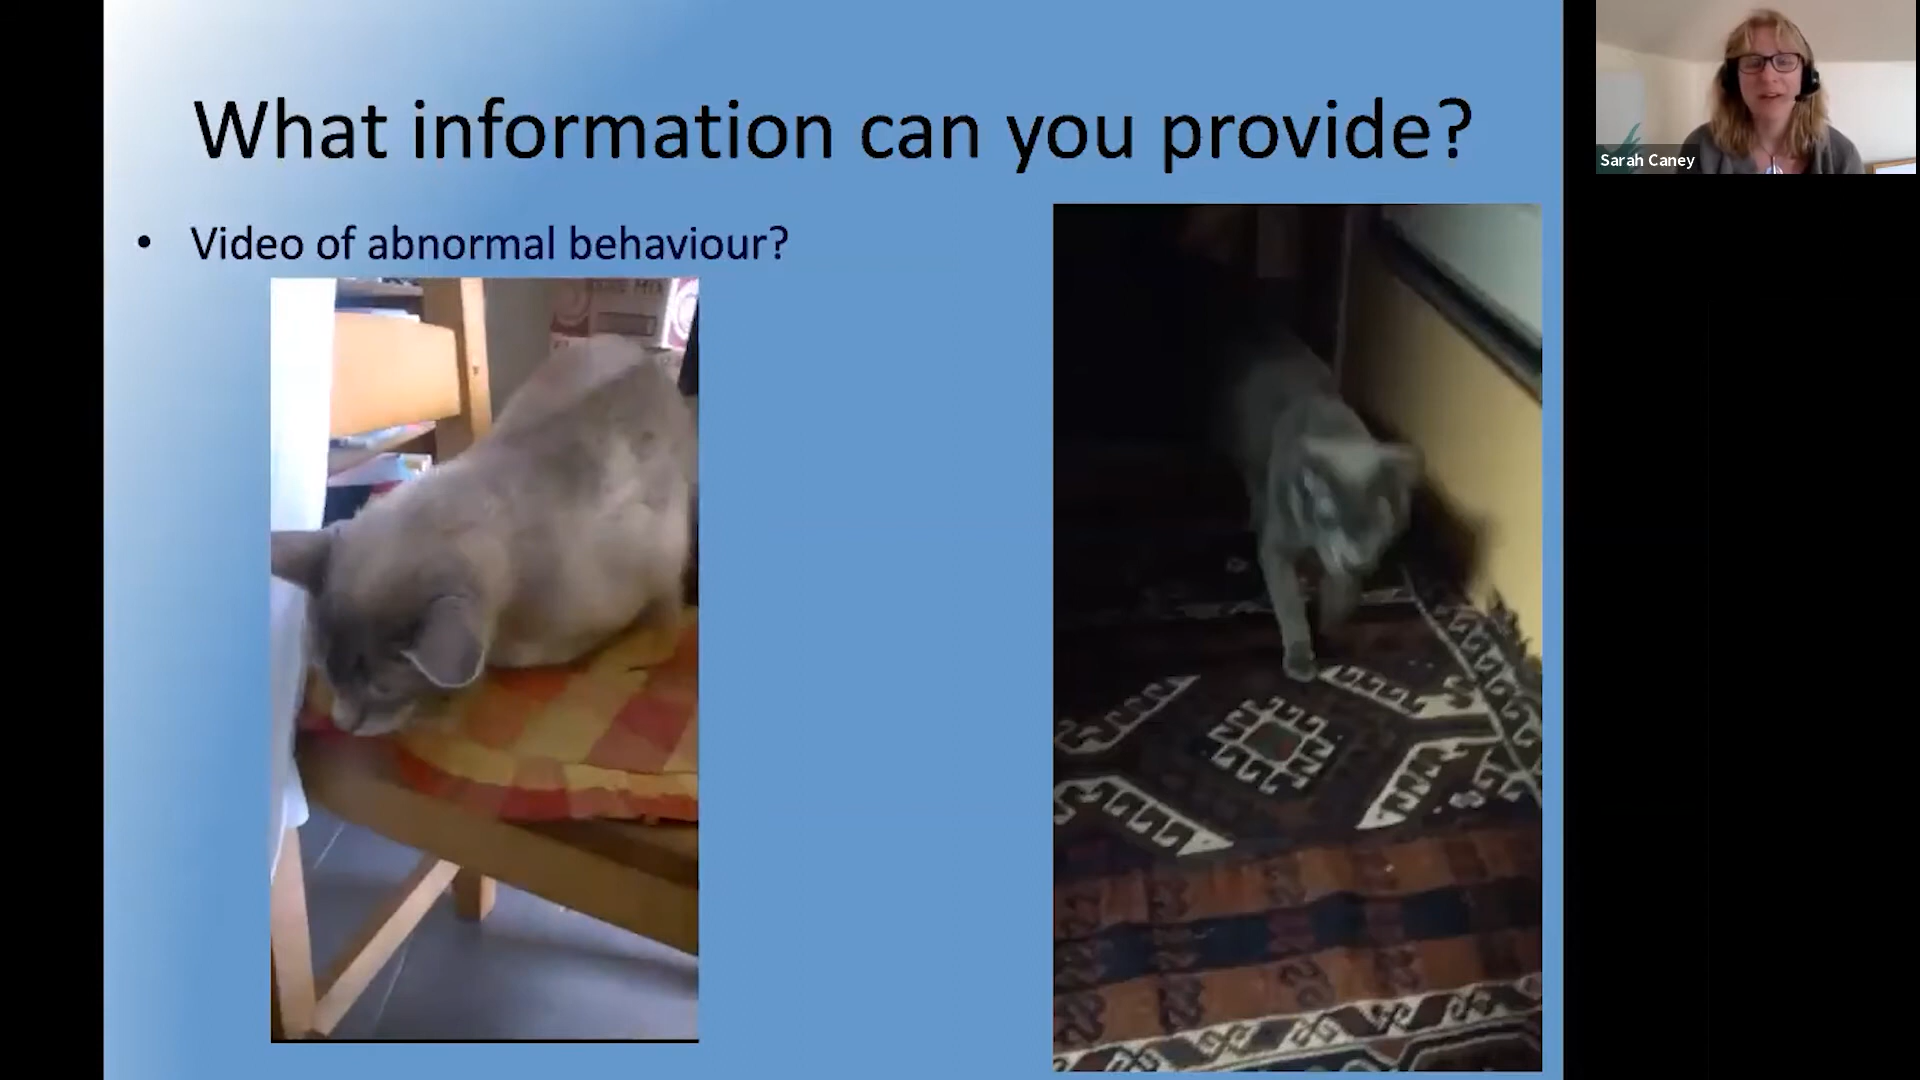 What information can you provide?
Sarah Caney
• Video of abnormal behaviour?